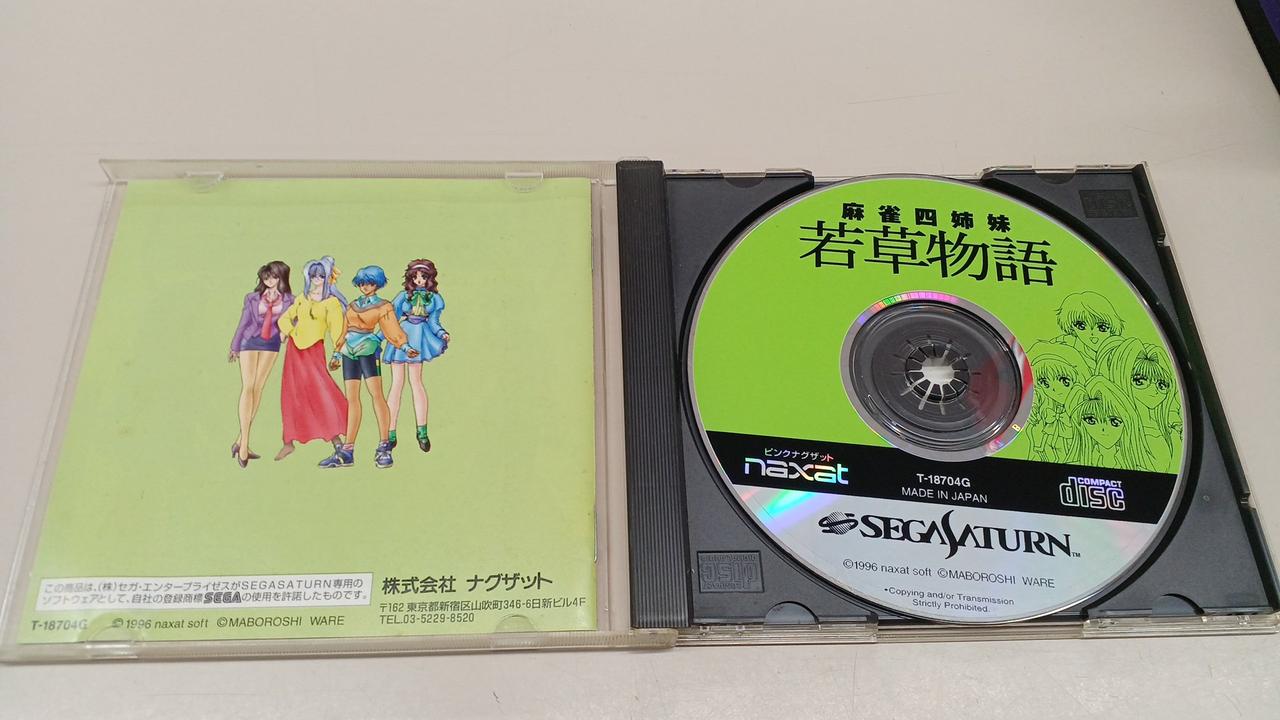 この商品は、(株)セガ・エンタープライゼスがSEGASATURN専用の
ソフトウェアとして、自社の登録商標SEGAの使用を許諾したものです。
T-18704G ©1996 naxat soft ©MABOROSHI WARE
株式会社 ナグザット
〒162 東京都新宿区山吹町346-6日新ビル4F
TEL.03-5229-8520
麻雀四姉妹
若草物語
ピンクナグザット
naxat
T-18704G
MADE IN JAPAN
COMPACT
disc
SEGASATURN™
©1996 naxat soft ©MABOROSHI WARE
•Copying and/or Transmission
Strictly Prohibited.